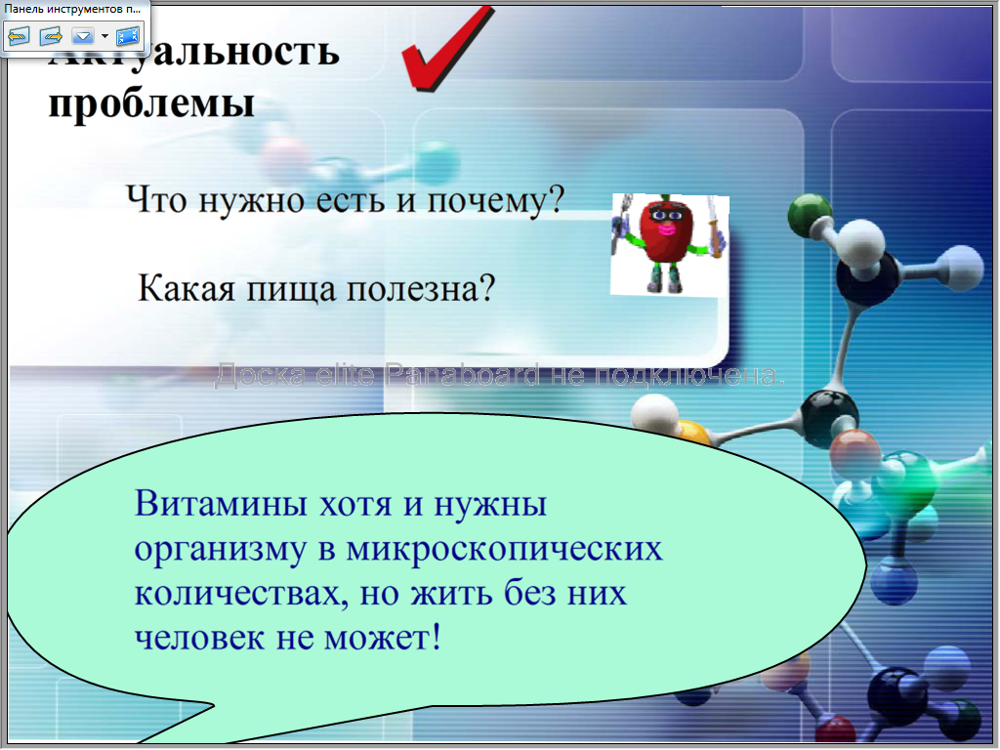 Панель инструментов п...
Актуальность
проблемы
Что нужно есть и почему?
Какая пища полезна?
Доска elite Panaboard не подключена.
Витамины хотя и нужны
организму в микроскопических
количествах, но жить без них
человек не может!